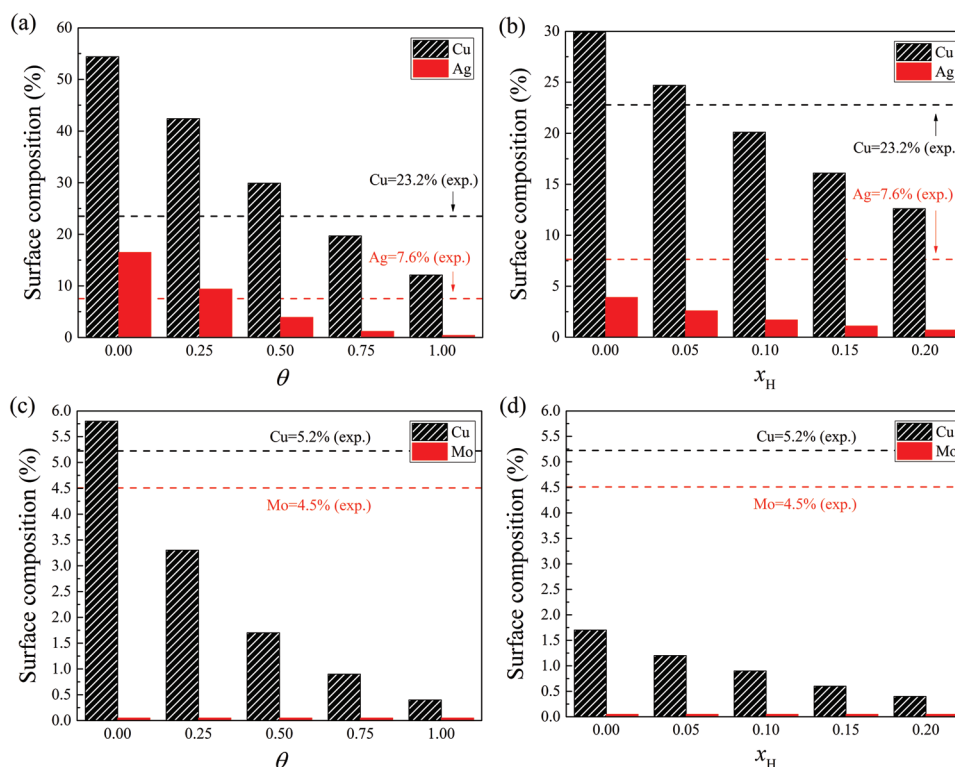 (a)
60
50
40
30
20
10
0
Surface composition (%)
Cu
Ag
Cu=23.2% (exp.)
Ag=7.6% (exp.)
0.00 0.25 0.50 0.75 1.00
θ
(b)
30
25
20
15
10
5
0
Surface composition (%)
Cu
Ag
Cu=23.2% (exp.)
Ag=7.6% (exp.)
0.00 0.05 0.10 0.15 0.20
xH
(c)
6.0
5.5
5.0
4.5
4.0
3.5
3.0
2.5
2.0
1.5
1.0
0.5
0.0
Surface composition (%)
Cu
Mo
Cu=5.2% (exp.)
Mo=4.5% (exp.)
0.00 0.25 0.50 0.75 1.00
θ
(d)
6.0
5.5
5.0
4.5
4.0
3.5
3.0
2.5
2.0
1.5
1.0
0.5
0.0
Surface composition (%)
Cu
Mo
Cu=5.2% (exp.)
Mo=4.5% (exp.)
0.00 0.05 0.10 0.15 0.20
xH